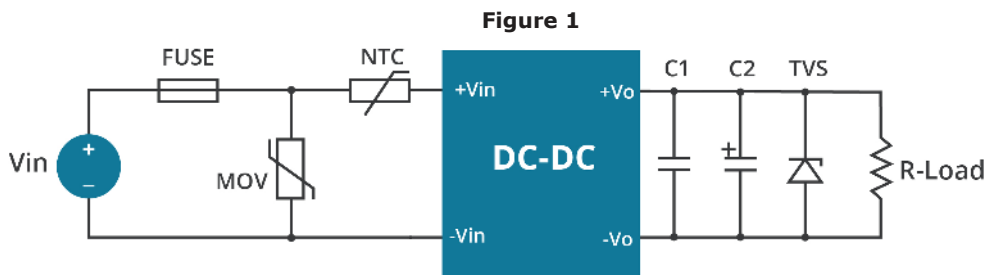 Figure 1
FUSE
NTC
C1
C2
TVS
+Vin
+Vo
Vin
+
−
MOV
DC-DC
+
R-Load
-Vin
-Vo